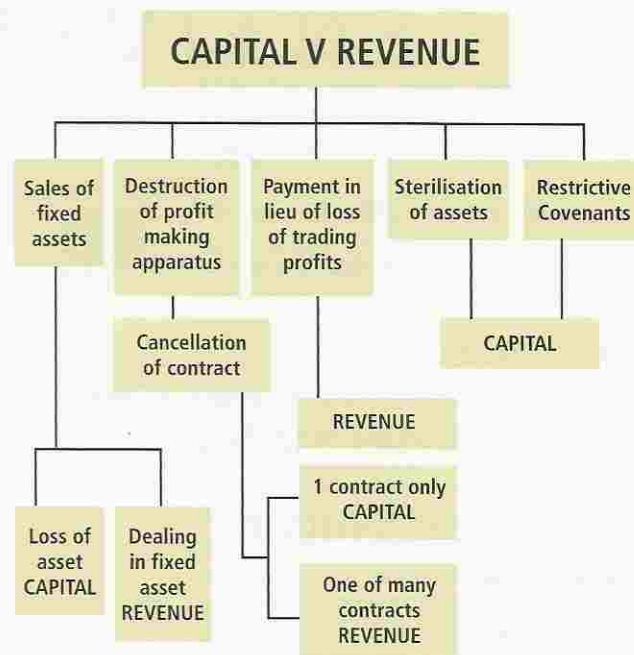 CAPITAL V REVENUE
Sales of
fixed
assets
Destruction
of profit
making
apparatus
Payment in
lieu of loss
of trading
profits
Sterilisation
of assets
Restrictive
Covenants
Cancellation
of contract
CAPITAL
REVENUE
1 contract only
CAPITAL
Loss of
asset
CAPITAL
Dealing
in fixed
asset
REVENUE
One of many
contracts
REVENUE